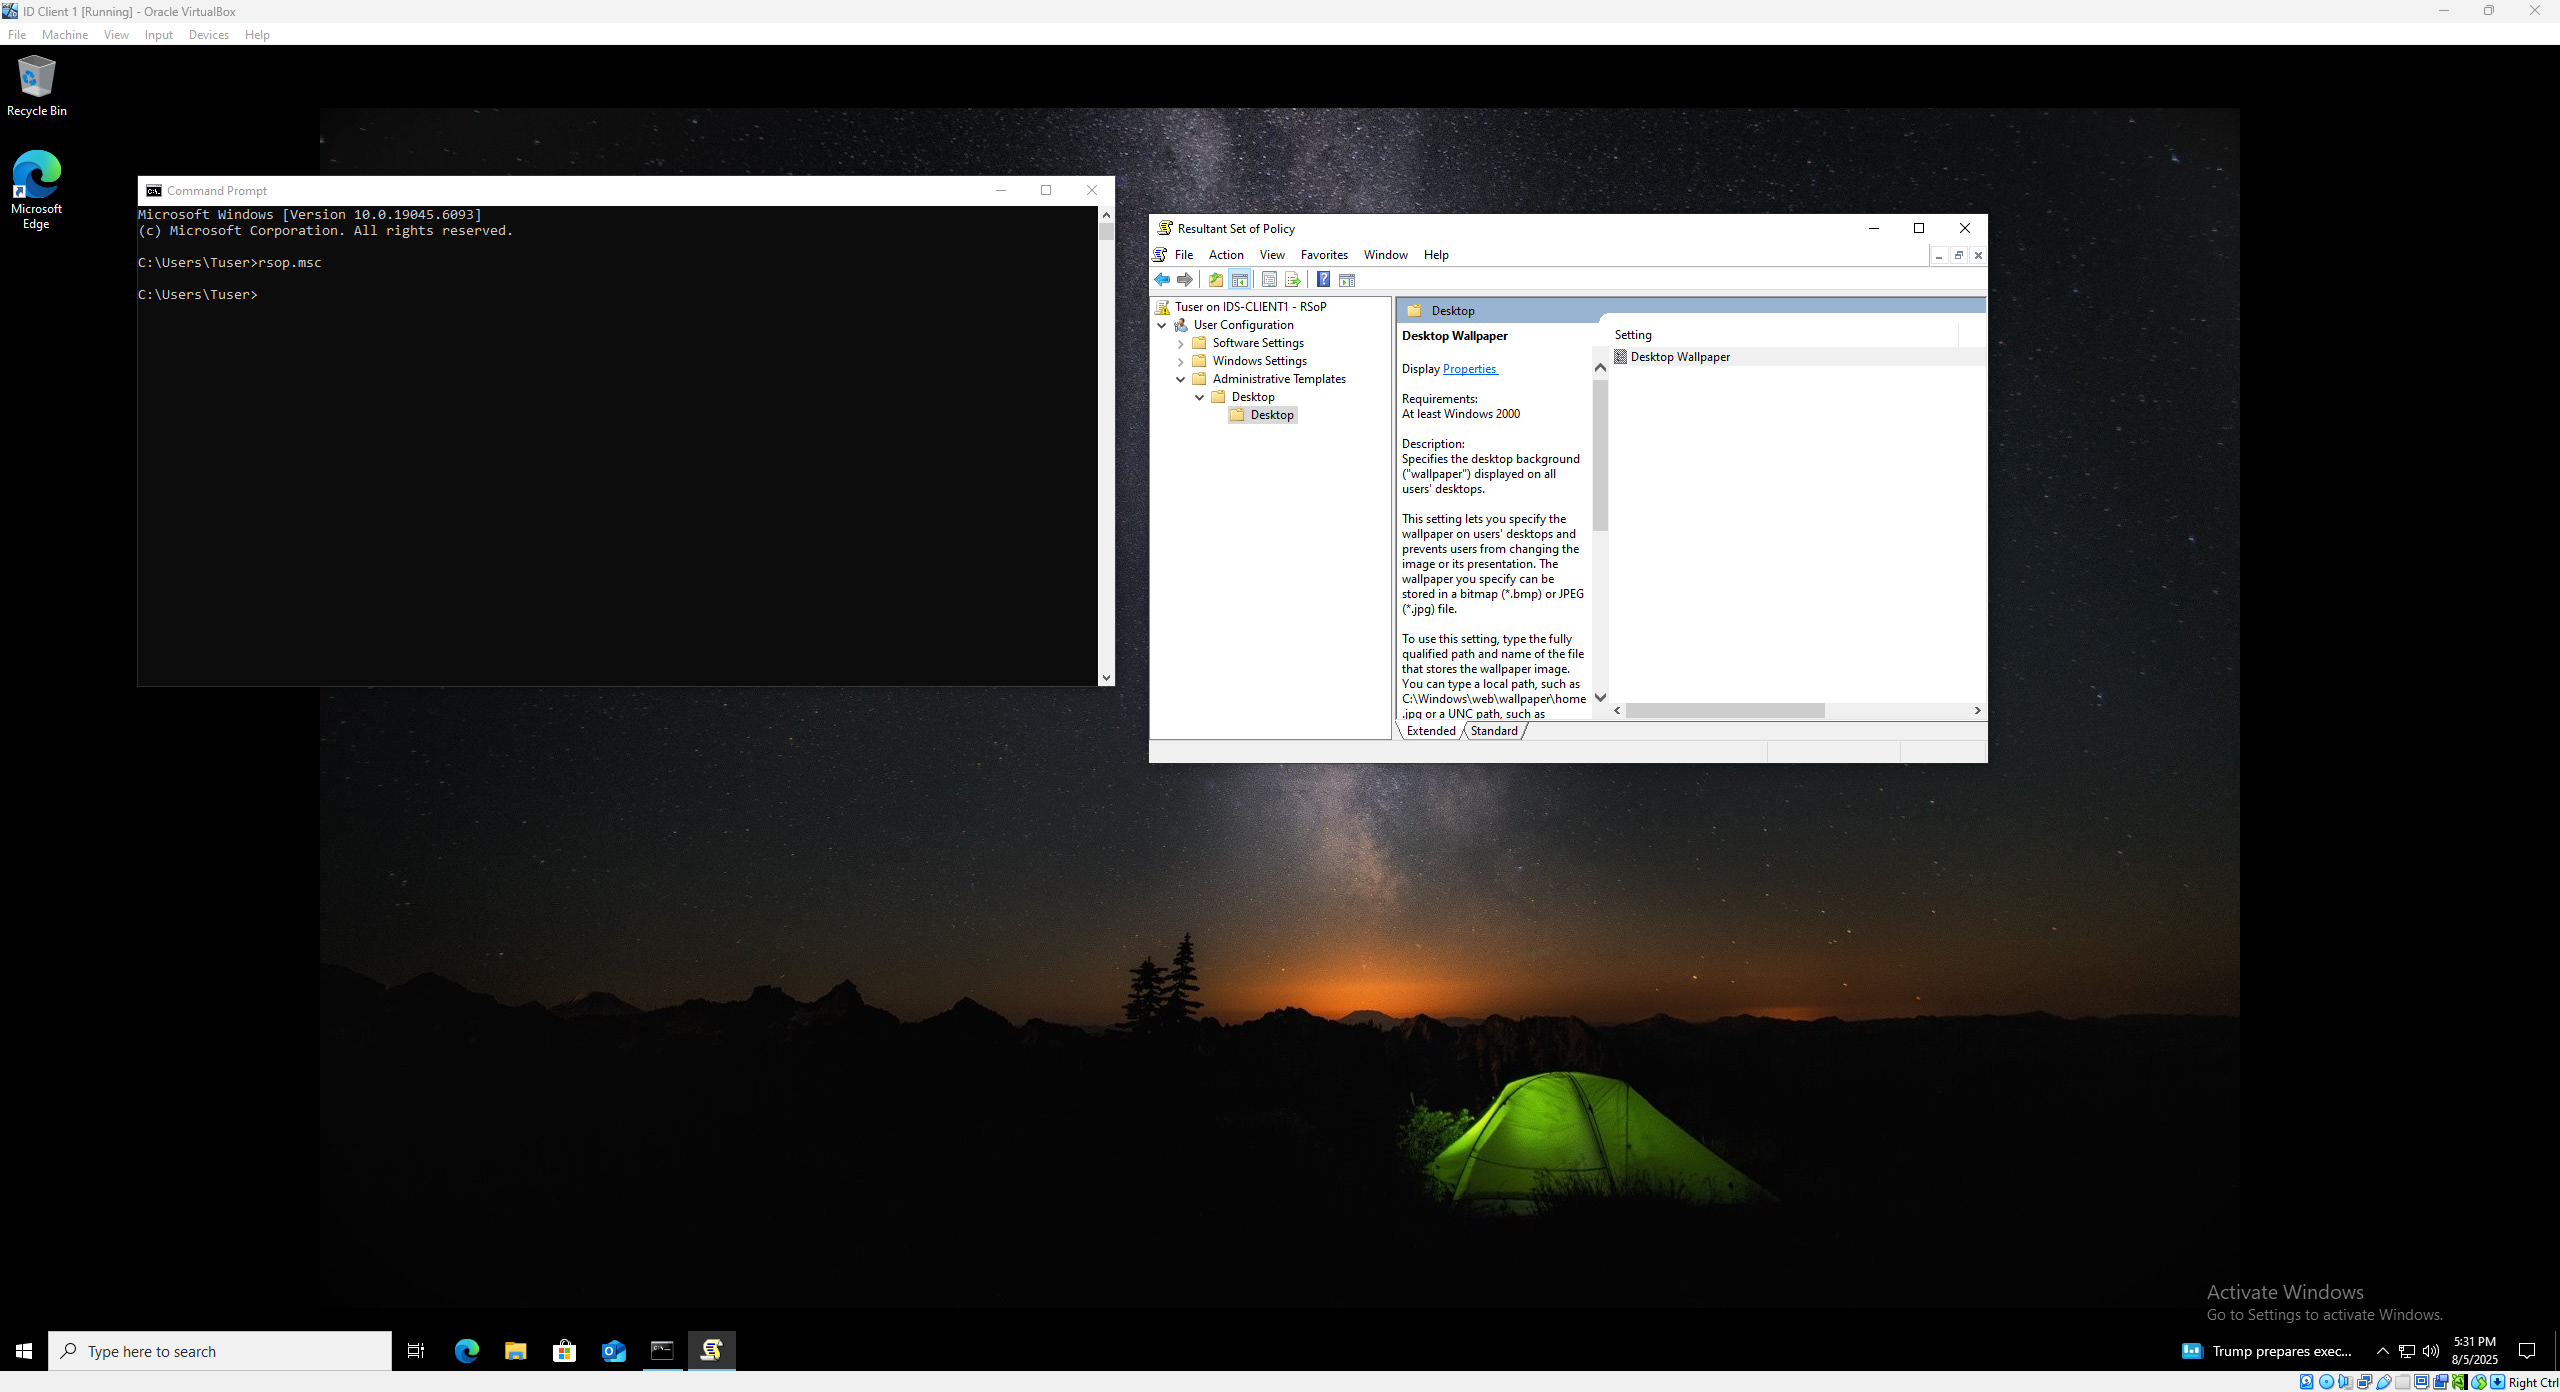 ID Client 1 [Running] - Oracle VirtualBox
File Machine View Input Devices Help
Recycle Bin
Microsoft
Edge
Command Prompt
Microsoft Windows [Version 10.0.19045.6093]
(c) Microsoft Corporation. All rights reserved.
C:\Users\Tuser>rsop.msc
C:\Users\Tuser>
Resultant Set of Policy
File Action View Favorites Window Help
Tuser on IDS-CLIENT1 - RSoP
User Configuration
Software Settings
Windows Settings
Administrative Templates
Desktop
Desktop
Desktop
Desktop Wallpaper
Display Properties
Requirements:
At least Windows 2000
Description:
Specifies the desktop background
("wallpaper") displayed on all
users' desktops.
This setting lets you specify the
wallpaper on users' desktops and
prevents users from changing the
image or its presentation. The
wallpaper you specify can be
stored in a bitmap (*.bmp) or JPEG
(*.jpg) file.
To use this setting, type the fully
qualified path and name of the file
that stores the wallpaper image.
You can type a local path, such as
C:\Windows\web\wallpaper\home
.jpg or a UNC path, such as
Setting
Desktop Wallpaper
Extended Standard
Activate Windows
Go to Settings to activate Windows.
Type here to search
Trump prepares exec...
5:31 PM
8/5/2025
Right Ctrl